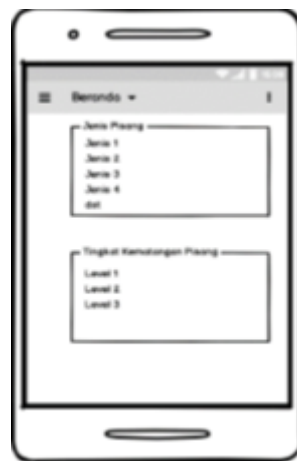 Beranda
Jenis Pisang
Jenis 1
Jenis 2
Jenis 3
Jenis 4
dst
Tingkat Kematangan Pisang
Level 1
Level 2
Level 3